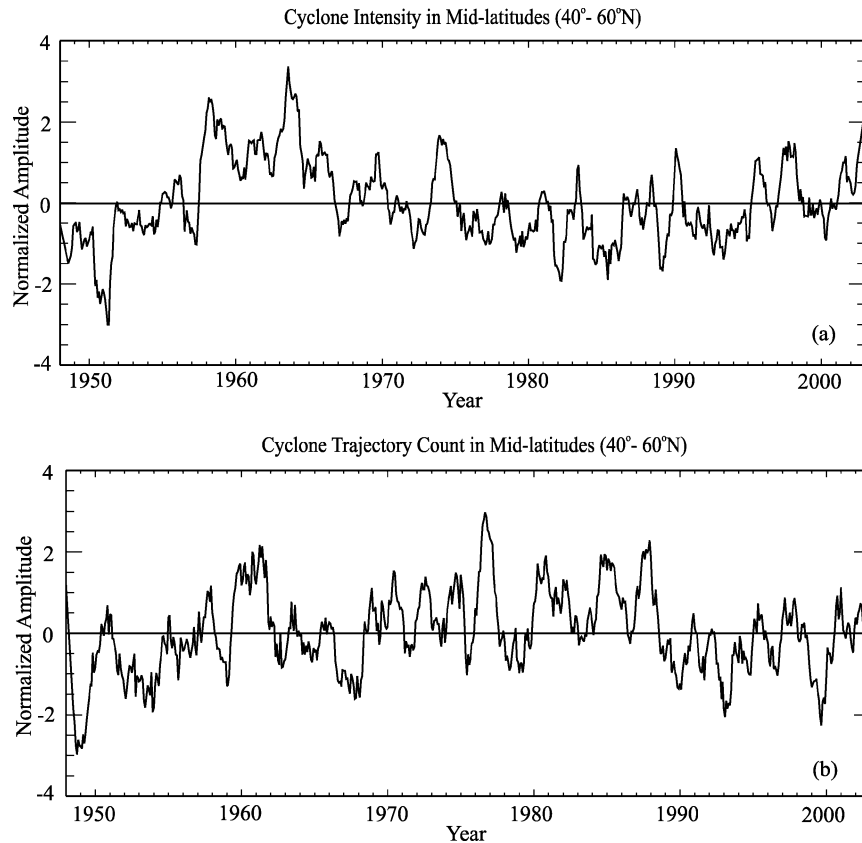 Cyclone Intensity in Mid-latitudes (40°- 60°N)
4
2
0
-2
-4
Normalized Amplitude
(a)
1950 1960 1970 1980 1990 2000
Year
Cyclone Trajectory Count in Mid-latitudes (40°- 60°N)
4
2
0
-2
-4
Normalized Amplitude
(b)
1950 1960 1970 1980 1990 2000
Year